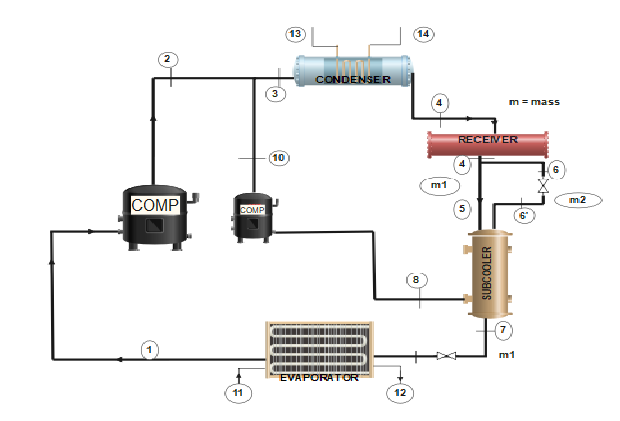 13
14
2
CONDENSER
3
4
m = mass
RECEIVER
10
4
6
m1
m2
COMP
COMP
5
6'
SUBCOOLER
8
7
1
m1
EVAPORATOR
11
12